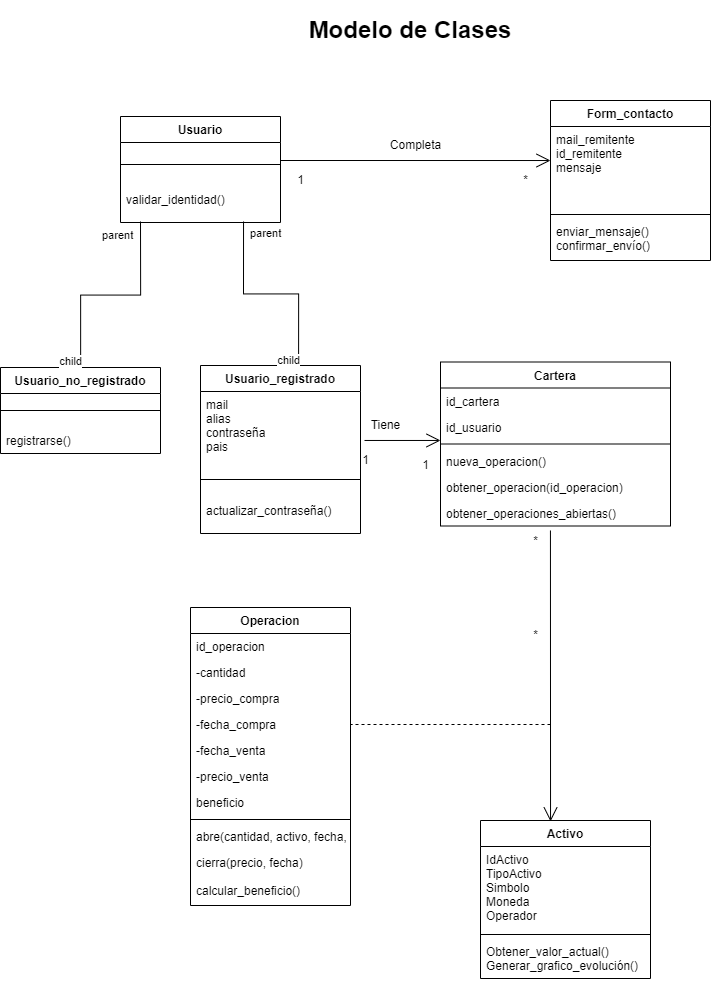 Modelo de Clases
Usuario
validar_identidad()
Completa
1
*
Form_contacto
mail_remitente
id_remitente
mensaje
enviar_mensaje()
confirmar_envío()
parent
parent
child
child
Usuario_no_registrado
registrarse()
Usuario_registrado
mail
alias
contraseña
pais
actualizar_contraseña()
Tiene
1
1
Cartera
id_cartera
id_usuario
nueva_operacion()
obtener_operacion(id_operacion)
obtener_operaciones_abiertas()
*
*
Operacion
id_operacion
-cantidad
-precio_compra
-fecha_compra
-fecha_venta
-precio_venta
beneficio
abre(cantidad, activo, fecha,
cierra(precio, fecha)
calcular_beneficio()
Activo
IdActivo
TipoActivo
Simbolo
Moneda
Operador
Obtener_valor_actual()
Generar_grafico_evolución()